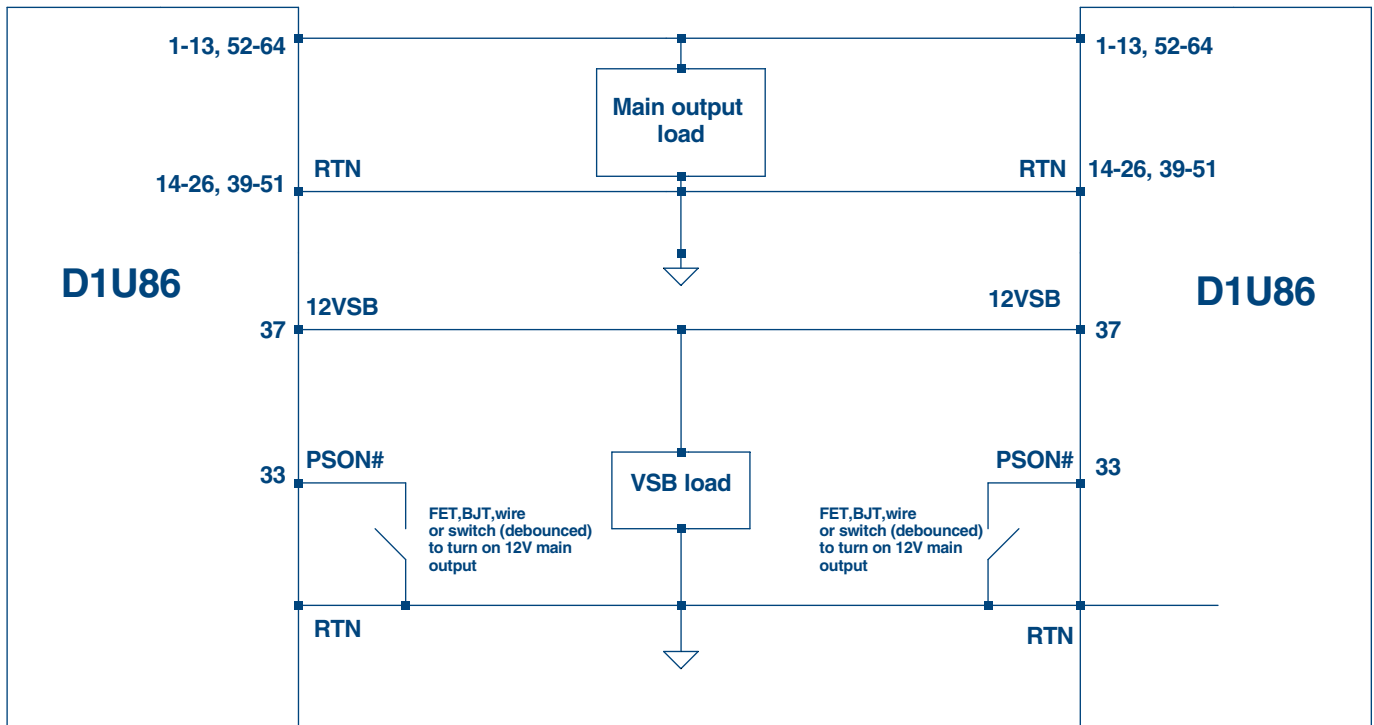 1-13, 52-64
1-13, 52-64
Main output
load
RTN
RTN
14-26, 39-51
14-26, 39-51
D1U86
D1U86
12VSB
12VSB
37
37
PSON#
PSON#
33
33
VSB load
FET,BJT,wire
or switch (debounced)
to turn on 12V main
output
FET,BJT,wire
or switch (debounced)
to turn on 12V main
output
RTN
RTN